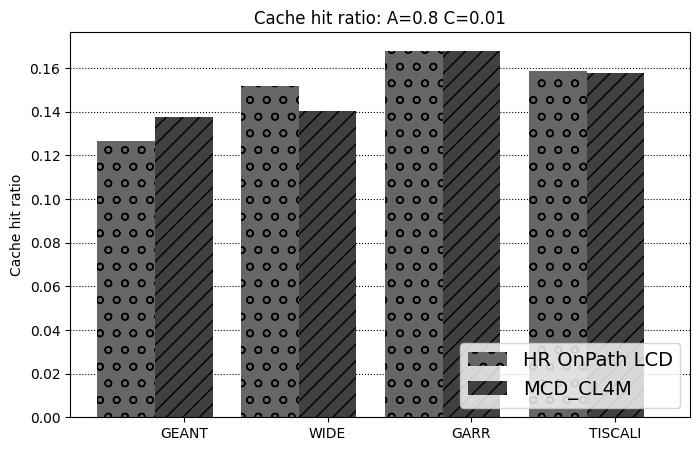 Cache hit ratio: A=0.8 C=0.01
Cache hit ratio
0.16
0.14
0.12
0.10
0.08
0.06
0.04
0.02
0.00
HR OnPath LCD
MCD_CL4M
GEANT WIDE GARR TISCALI